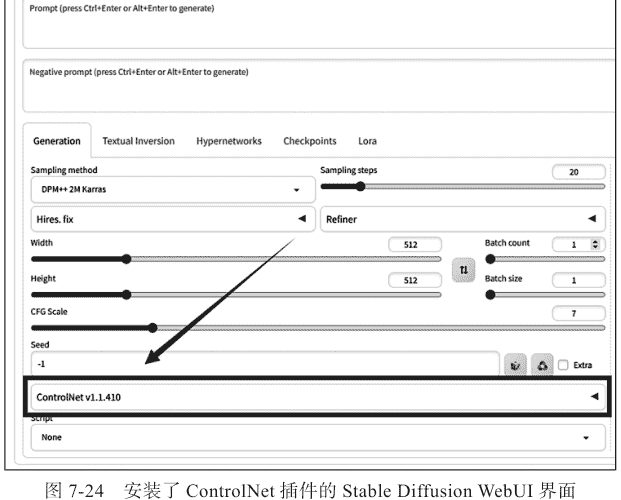 Prompt (press Ctrl+Enter or Alt+Enter to generate)
Negative prompt (press Ctrl+Enter or Alt+Enter to generate)
Generation Textual Inversion Hypernetworks Checkpoints Lora
Sampling method Sampling steps 20
DPM++ 2M Karras
Hires. fix Refiner
Width 512 Batch count 1
Height 512 Batch size 1
CFG Scale 7
Seed
-1 Extra
ControlNet v1.1.410
Script
None
图 7-24 安装了 ControlNet 插件的 Stable Diffusion WebUI 界面